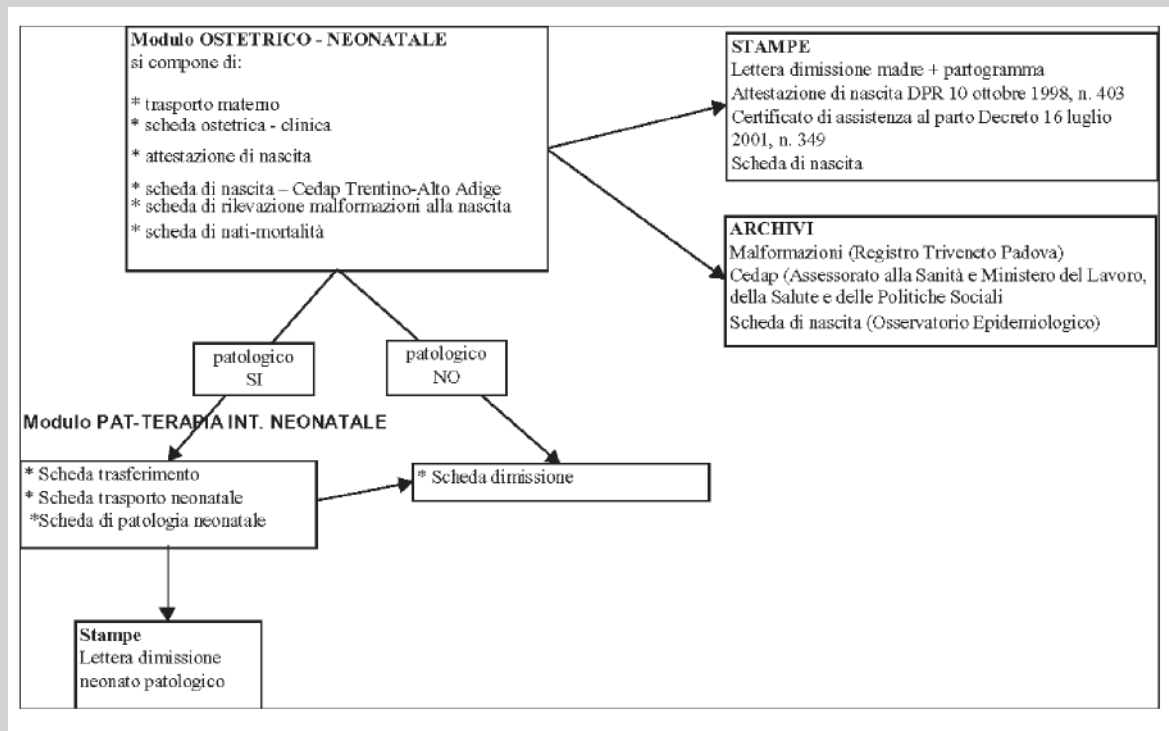 Modulo OSTETRICO - NEONATALE
si compone di:
* trasporto materno
* scheda ostetrica - clinica
* attestazione di nascita
* scheda di nascita – Cedap Trentino-Alto Adige
* scheda di rilevazione malformazioni alla nascita
* scheda di nati-mortalità
STAMPE
Lettera dimissione madre + partogramma
Attestazione di nascita DPR 10 ottobre 1998, n. 403
Certificato di assistenza al parto Decreto 16 luglio
2001, n. 349
Scheda di nascita
ARCHIVI
Malformazioni (Registro Triveneto Padova)
Cedap (Assessorato alla Sanità e Ministero del Lavoro,
della Salute e delle Politiche Sociali
Scheda di nascita (Osservatorio Epidemiologico)
patologico
SI
patologico
NO
Modulo PAT-TERAPIA INT. NEONATALE
* Scheda trasferimento
* Scheda trasporto neonatale
*Scheda di patologia neonatale
* Scheda dimissione
Stampe
Lettera dimissione
neonato patologico